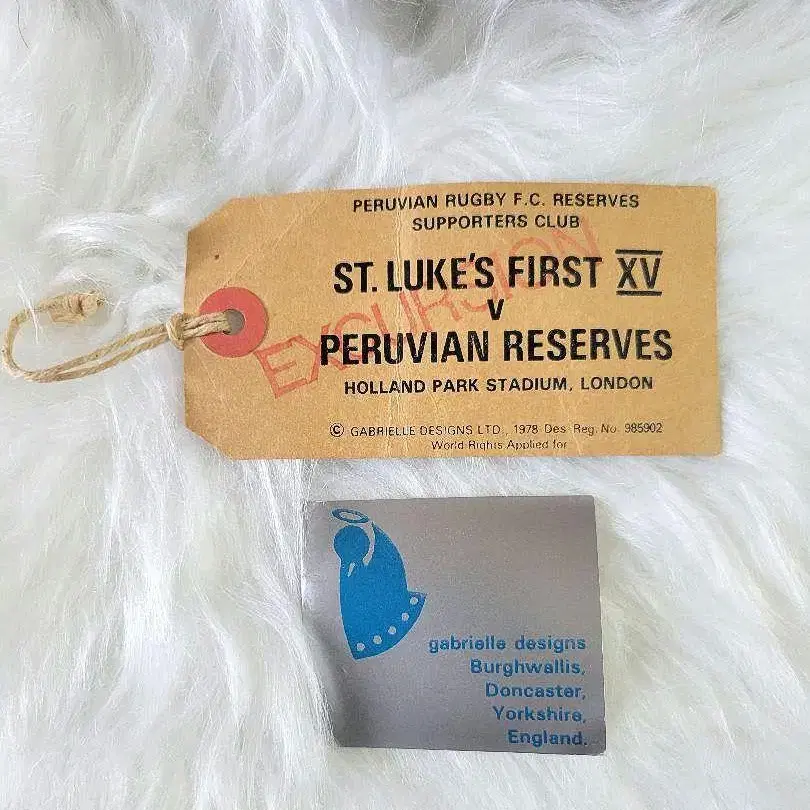 PERUVIAN RUGBY F.C. RESERVES
SUPPORTERS CLUB
EXCURSION
ST. LUKE'S FIRST XV
V
PERUVIAN RESERVES
HOLLAND PARK STADIUM, LONDON
© GABRIELLE DESIGNS LTD., 1978 Des. Reg. No. 985902
World Rights Applied for
gabrielle designs
Burghwallis,
Doncaster,
Yorkshire,
England.